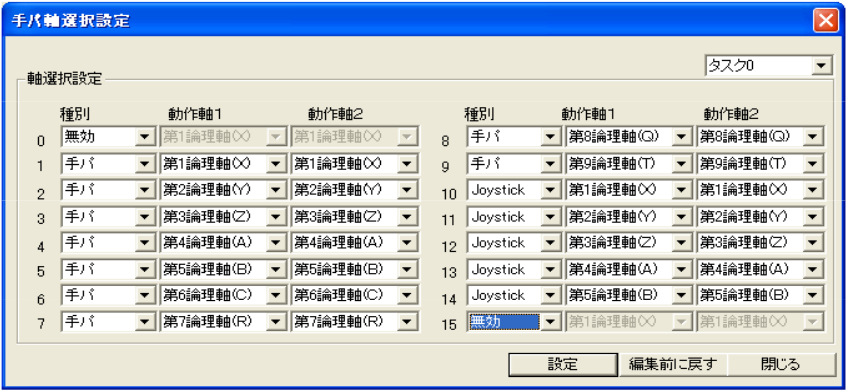 手パ軸選択設定
タスク0
軸選択設定
種別 動作軸1 動作軸2 種別 動作軸1 動作軸2
0 無効 第1論理軸(X) 第1論理軸(X) 8 手パ 第8論理軸(Q) 第8論理軸(Q)
1 手パ 第1論理軸(X) 第1論理軸(X) 9 手パ 第9論理軸(T) 第9論理軸(T)
2 手パ 第2論理軸(Y) 第2論理軸(Y) 10 Joystick 第1論理軸(X) 第1論理軸(X)
3 手パ 第3論理軸(Z) 第3論理軸(Z) 11 Joystick 第2論理軸(Y) 第2論理軸(Y)
4 手パ 第4論理軸(A) 第4論理軸(A) 12 Joystick 第3論理軸(Z) 第3論理軸(Z)
5 手パ 第5論理軸(B) 第5論理軸(B) 13 Joystick 第4論理軸(A) 第4論理軸(A)
6 手パ 第6論理軸(C) 第6論理軸(C) 14 Joystick 第5論理軸(B) 第5論理軸(B)
7 手パ 第7論理軸(R) 第7論理軸(R) 15 無効 第1論理軸(X) 第1論理軸(X)
設定 編集前に戻す 閉じる